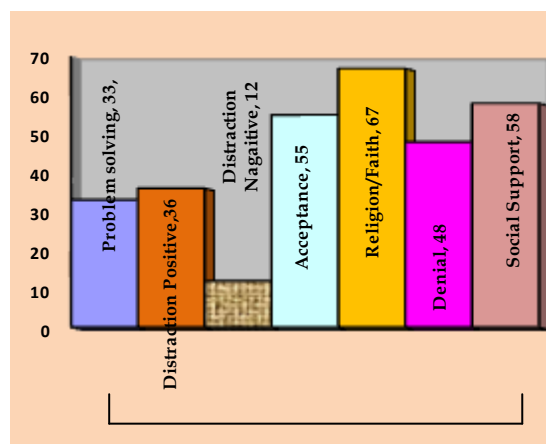 70
60
50
40
30
20
10
0
Problem solving, 33,
Distraction Positive,36
Distraction
Nagaitive, 12
Acceptance, 55
Religion/Faith, 67
Denial, 48
Social Support, 58